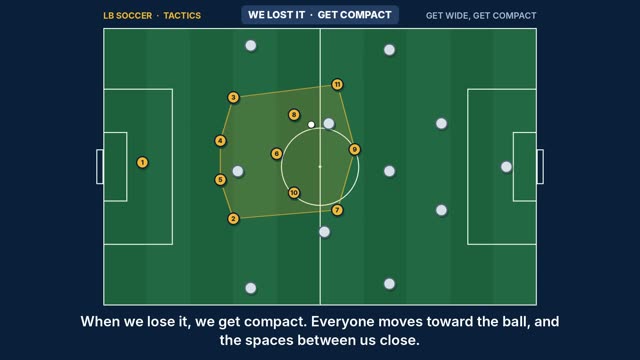 LB SOCCER · TACTICS
WE LOST IT · GET COMPACT
GET WIDE, GET COMPACT
11
3
8
4
9
6
1
5
10
7
2
When we lose it, we get compact. Everyone moves toward the ball, and
the spaces between us close.